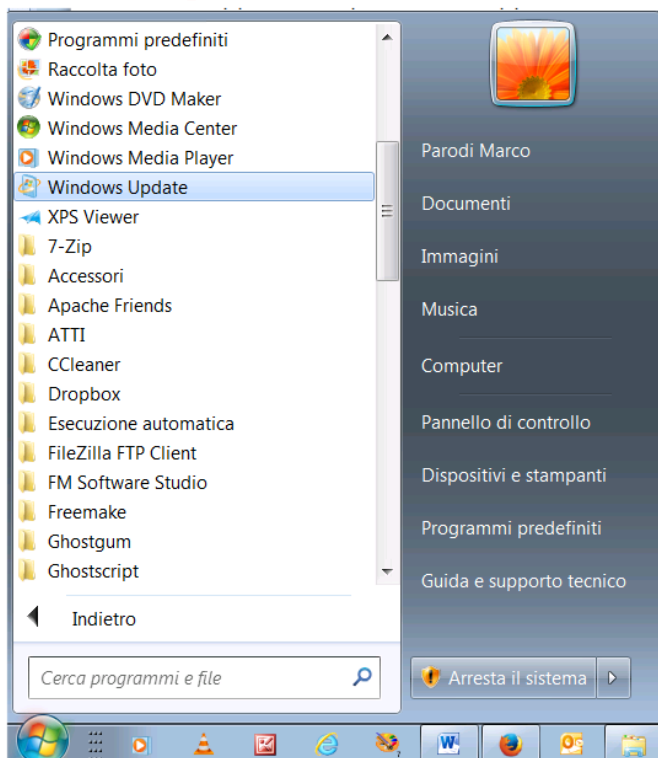 Programmi predefiniti
Raccolta foto
Windows DVD Maker
Windows Media Center
Windows Media Player
Windows Update
XPS Viewer
7-Zip
Accessori
Apache Friends
ATTI
CCleaner
Dropbox
Esecuzione automatica
FileZilla FTP Client
FM Software Studio
Freemake
Ghostgum
Ghostscript
Indietro
Cerca programmi e file
Parodi Marco
Documenti
Immagini
Musica
Computer
Pannello di controllo
Dispositivi e stampanti
Programmi predefiniti
Guida e supporto tecnico
Arresta il sistema